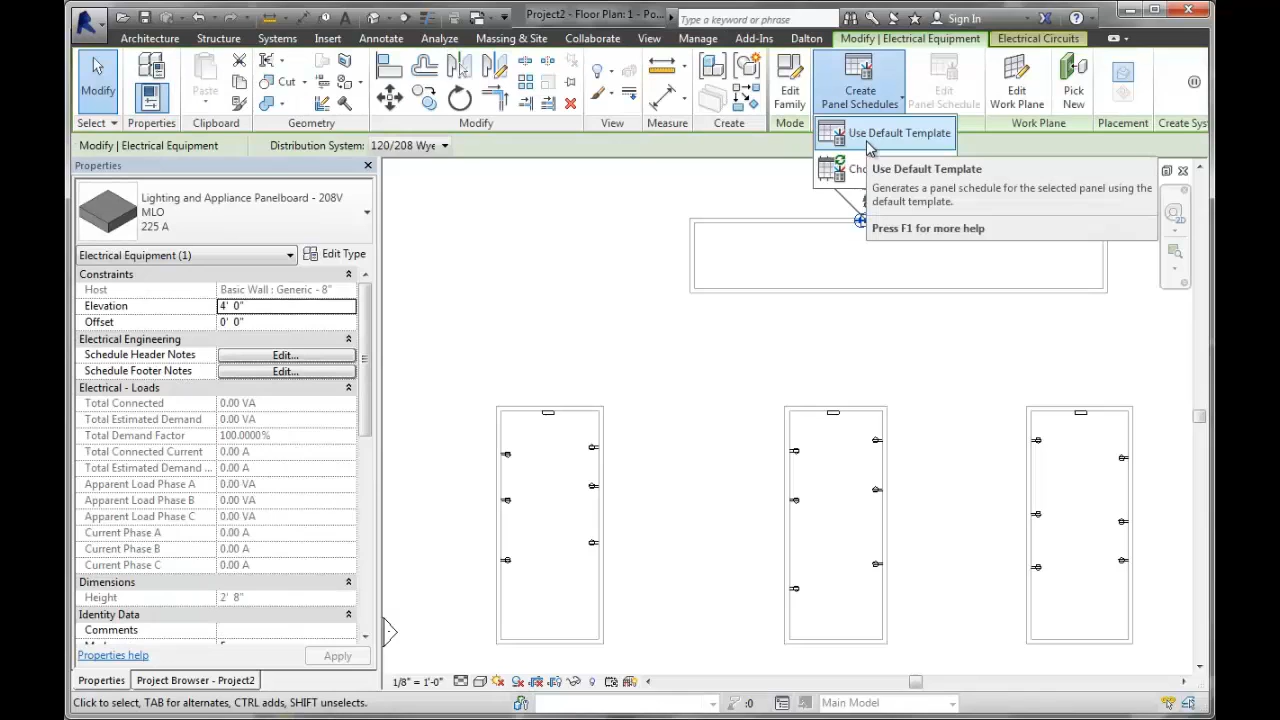 Project2 - Floor Plan: 1 - Po...
Type a keyword or phrase
Sign In
Architecture Structure Systems Insert Annotate Analyze Massing & Site Collaborate View Manage Add-Ins Dalton Modify | Electrical Equipment Electrical Circuits
Modify
Properties
Paste
Cut
Edit Family
Create Panel Schedules
Edit Panel Schedule
Edit Work Plane
Pick New
Select Properties Clipboard Geometry Modify View Measure Create Mode Work Plane Placement Create Sys
Use Default Template
Modify | Electrical Equipment
Distribution System: 120/208 Wye
Use Default Template
Generates a panel schedule for the selected panel using the
default template.
Press F1 for more help
2D
Properties
Lighting and Appliance Panelboard - 208V
MLO
225 A
Electrical Equipment (1)
Edit Type
Constraints
Host Basic Wall : Generic - 8"
Elevation 4' 0"
Offset 0' 0"
Electrical Engineering
Schedule Header Notes Edit...
Schedule Footer Notes Edit...
Electrical - Loads
Total Connected 0.00 VA
Total Estimated Demand 0.00 VA
Total Demand Factor 100.0000%
Total Connected Current 0.00 A
Total Estimated Demand ... 0.00 A
Apparent Load Phase A 0.00 VA
Apparent Load Phase B 0.00 VA
Apparent Load Phase C 0.00 VA
Current Phase A 0.00 A
Current Phase B 0.00 A
Current Phase C 0.00 A
Dimensions
Height 2' 8"
Identity Data
Comments
Properties help
Apply
Properties
Project Browser - Project2
1/8" = 1'-0"
Click to select, TAB for alternates, CTRL adds, SHIFT unselects.
:0
Main Model